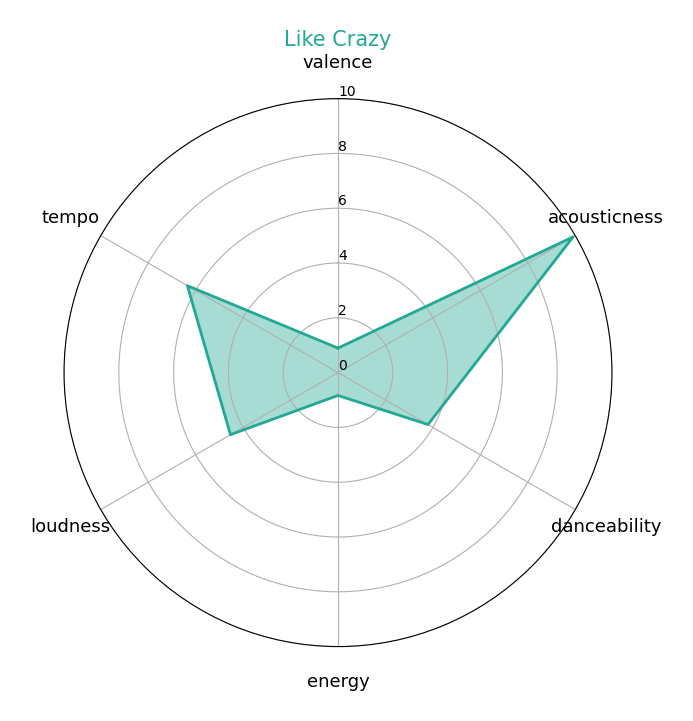 Like Crazy
valence
10
8
tempo
6
acousticness
4
2
0
loudness
danceability
energy